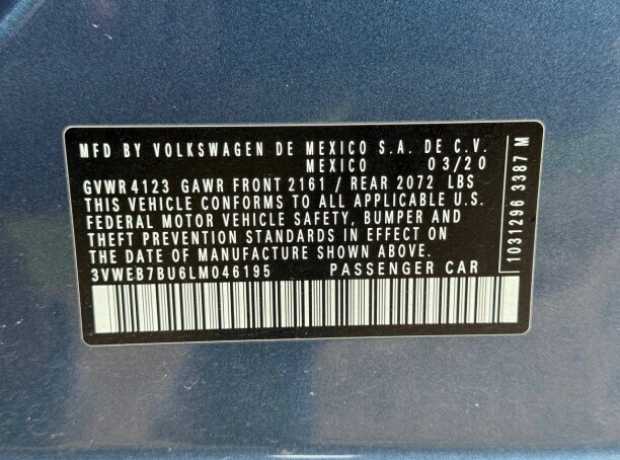 MFD BY VOLKSWAGEN DE MEXICO S.A. DE C.V.
MEXICO 03/20
GVWR 4123 GAWR FRONT 2161 / REAR 2072 LBS
THIS VEHICLE CONFORMS TO ALL APPLICABLE U.S.
FEDERAL MOTOR VEHICLE SAFETY, BUMPER AND
THEFT PREVENTION STANDARDS IN EFFECT ON
THE DATE OF MANUFACTURE SHOWN ABOVE.
3VWEB7BU6LM046195 PASSENGER CAR
1031296 3387 M